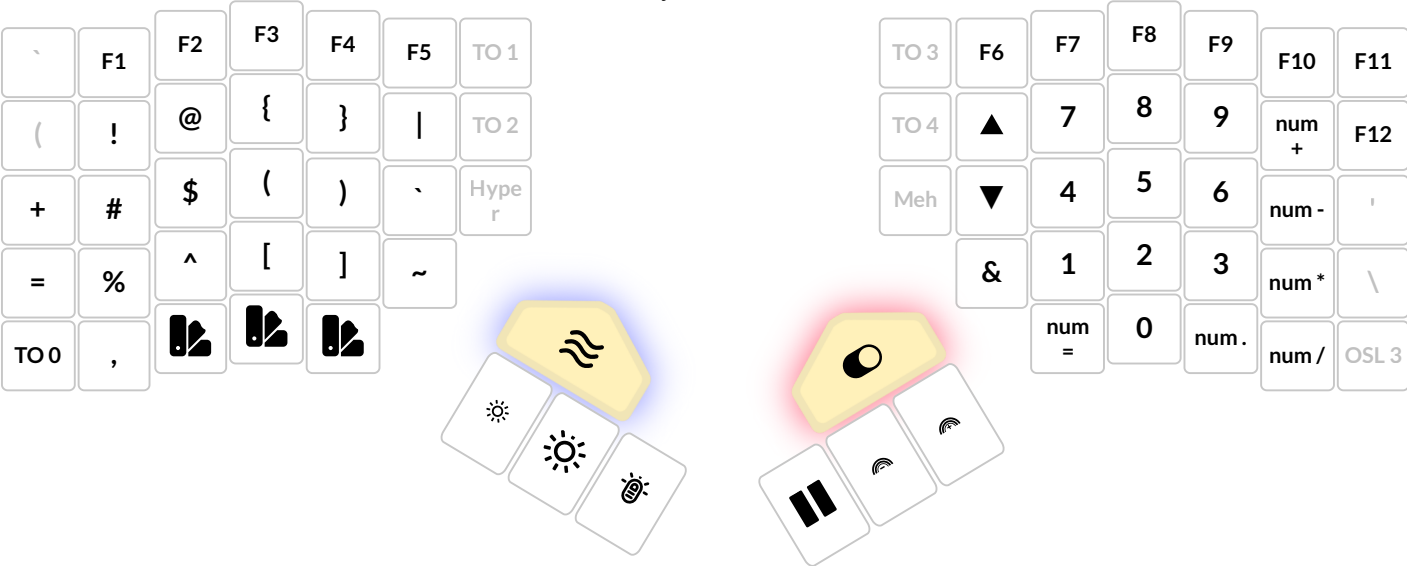 ` F1 F2 F3 F4 F5 TO 1 TO 3 F6 F7 F8 F9 F10 F11
( ! @ { } | TO 2 TO 4 ▲ 7 8 9 num + F12
+ # $ ( ) ` Hyper Meh ▼ 4 5 6 num - '
= % ^ [ ] ~ & 1 2 3 num * \
TO 0 , num = 0 num . num / OSL 3